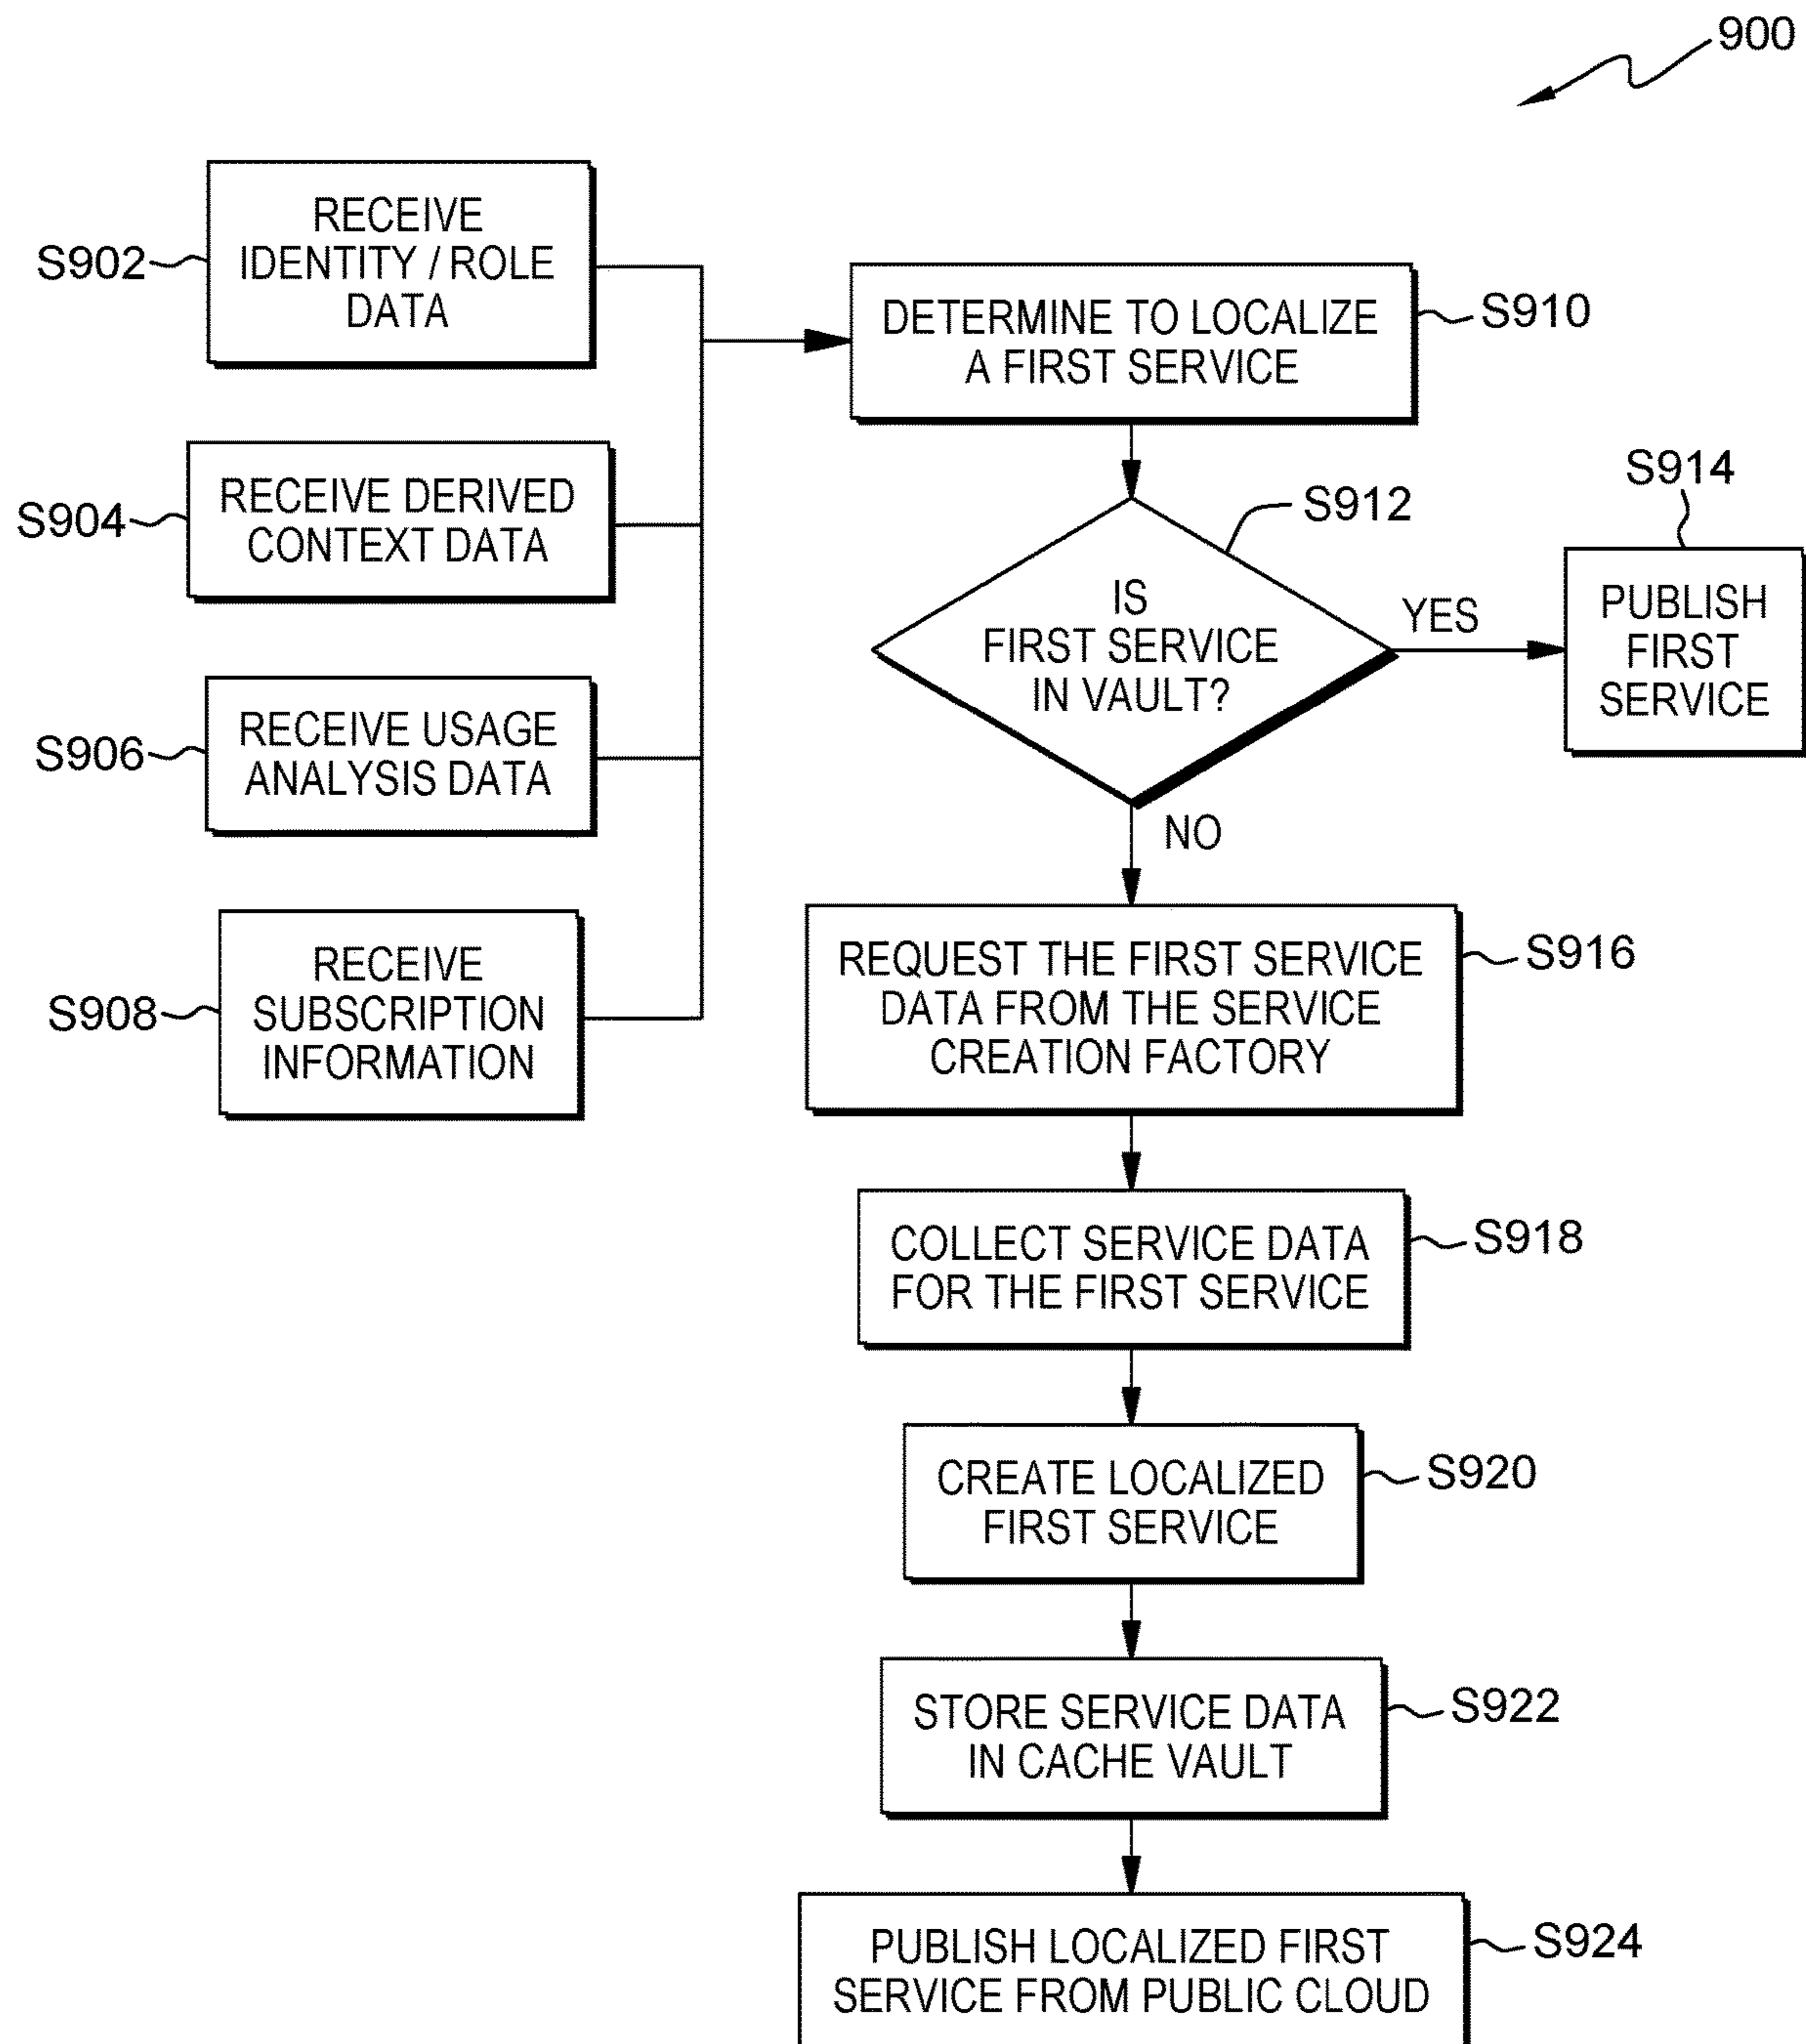 900
S902
RECEIVE
IDENTITY / ROLE
DATA
S904
RECEIVE DERIVED
CONTEXT DATA
S906
RECEIVE USAGE
ANALYSIS DATA
S908
RECEIVE
SUBSCRIPTION
INFORMATION
DETERMINE TO LOCALIZE
A FIRST SERVICE
S910
S912
IS
FIRST SERVICE
IN VAULT?
YES
S914
PUBLISH
FIRST
SERVICE
NO
REQUEST THE FIRST SERVICE
DATA FROM THE SERVICE
CREATION FACTORY
S916
COLLECT SERVICE DATA
FOR THE FIRST SERVICE
S918
CREATE LOCALIZED
FIRST SERVICE
S920
STORE SERVICE DATA
IN CACHE VAULT
S922
PUBLISH LOCALIZED FIRST
SERVICE FROM PUBLIC CLOUD
S924